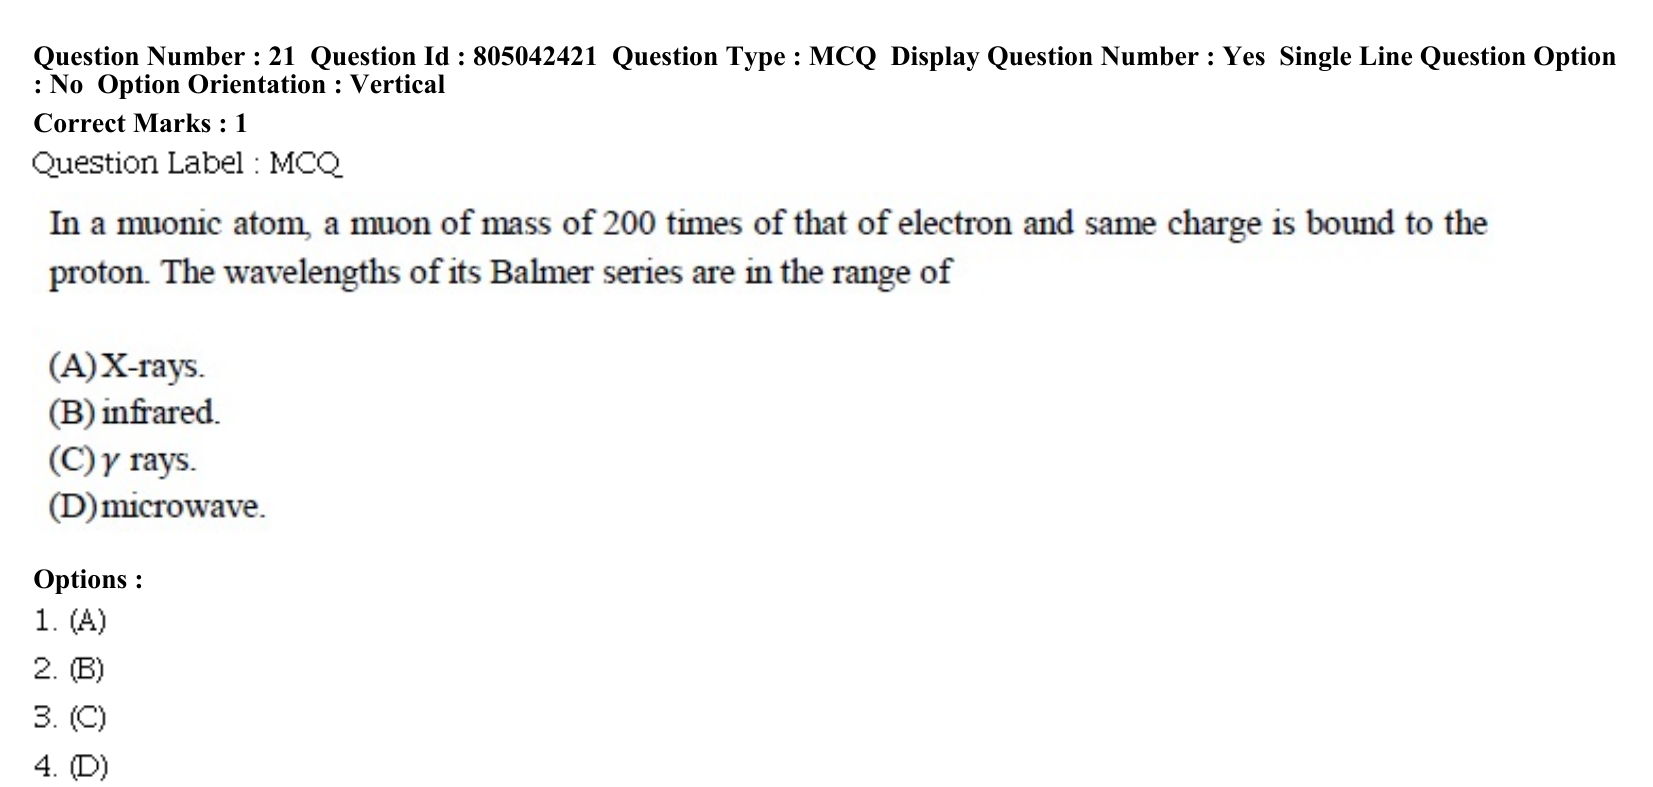 Question Number : 21 Question Id : 805042421 Question Type : MCQ Display Question Number : Yes Single Line Question Option
: No Option Orientation : Vertical
Correct Marks : 1
Question Label : MCQ
In a muonic atom, a muon of mass of 200 times of that of electron and same charge is bound to the
proton. The wavelengths of its Balmer series are in the range of
(A) X-rays.
(B) infrared.
(C) γ rays.
(D) microwave.
Options :
1. (A)
2. (B)
3. (C)
4. (D)